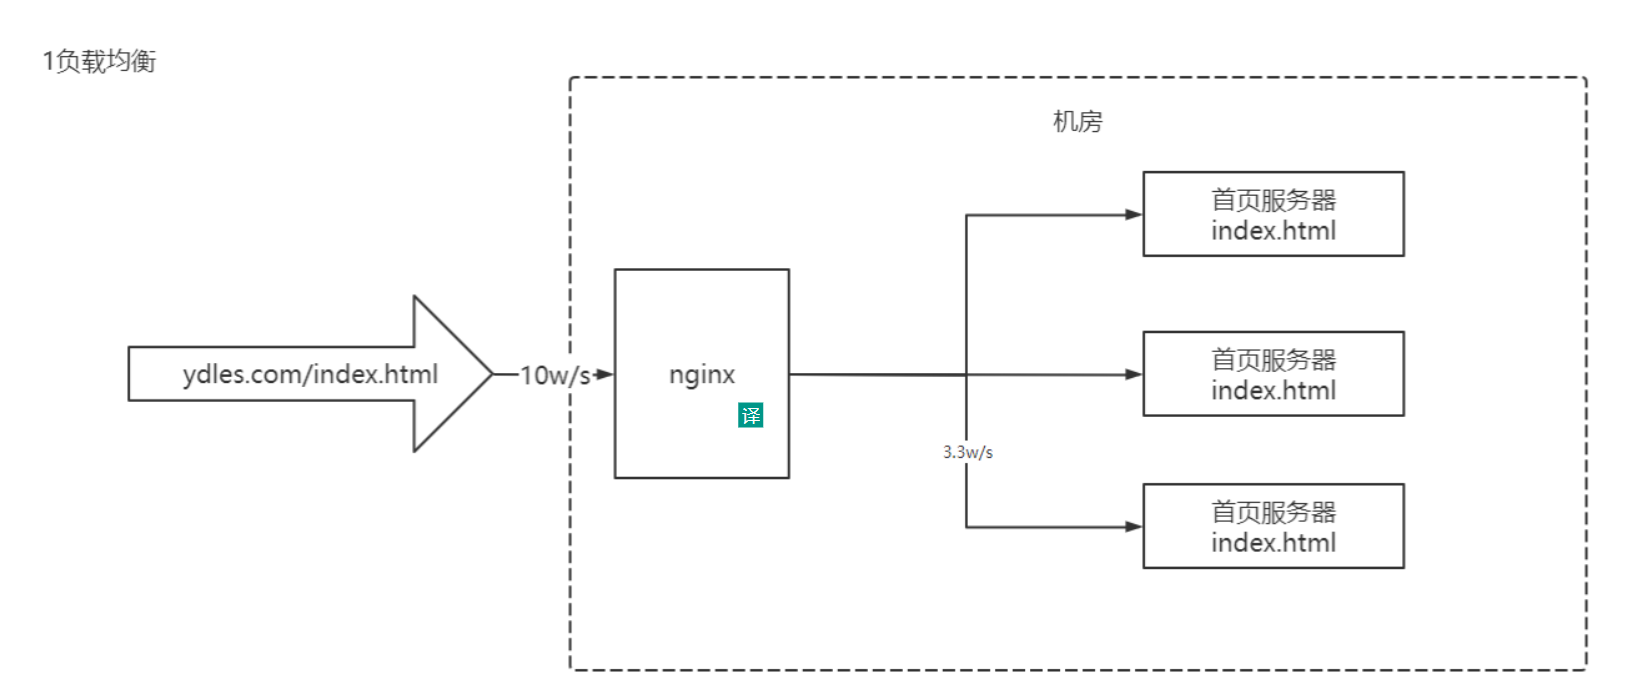 1负载均衡
机房
首页服务器
index.html
ydles.com/index.html
10w/s
nginx
译
首页服务器
index.html
3.3w/s
首页服务器
index.html